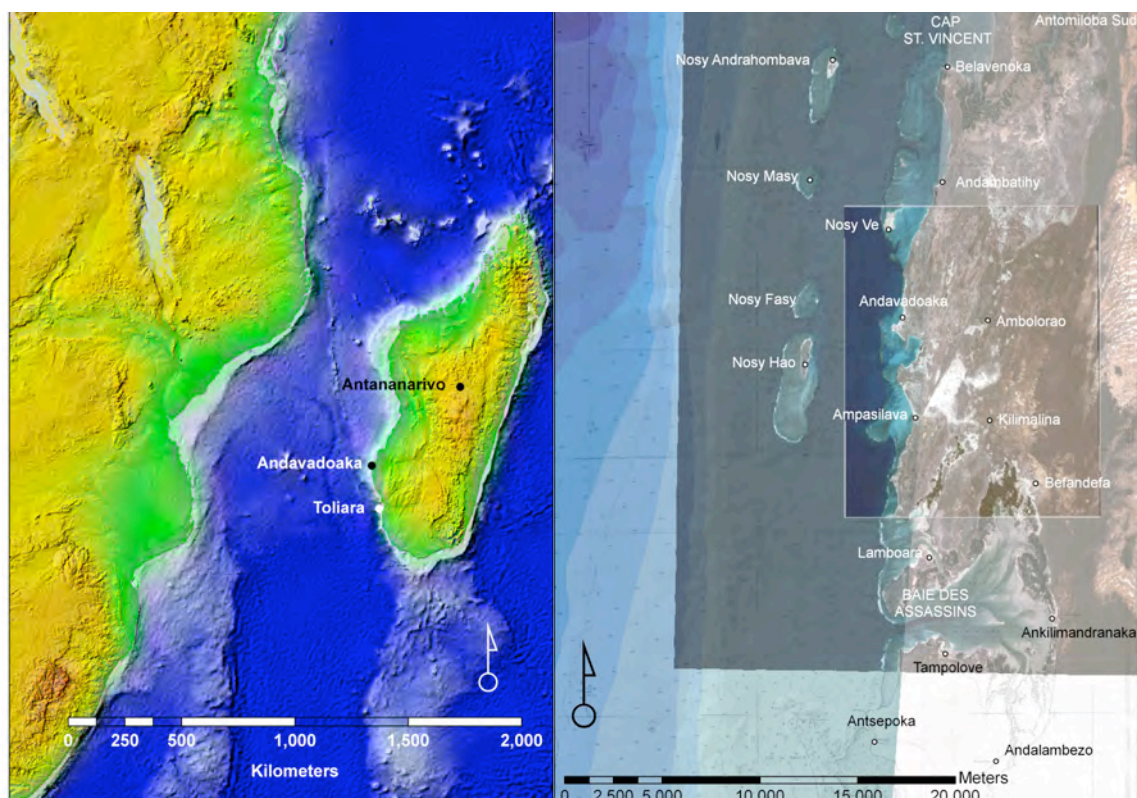 Antananarivo
Andavadoaka
Toliara
0 250 500 1,000 1,500 2,000
Kilometers
CAP
ST. VINCENT
Antomiloba Sud
Nosy Andrahombava
Belavenoka
Nosy Masy
Andambatihy
Nosy Ve
Nosy Fasy
Andavadoaka
Ambolorao
Nosy Hao
Ampasilava
Kilimalina
Befandefa
Lamboara
BAIE DES
ASSASSINS
Ankilimandranaka
Tampolove
Antsepoka
Andalambezo
Meters
0 2,500 5,000 10,000 15,000 20,000